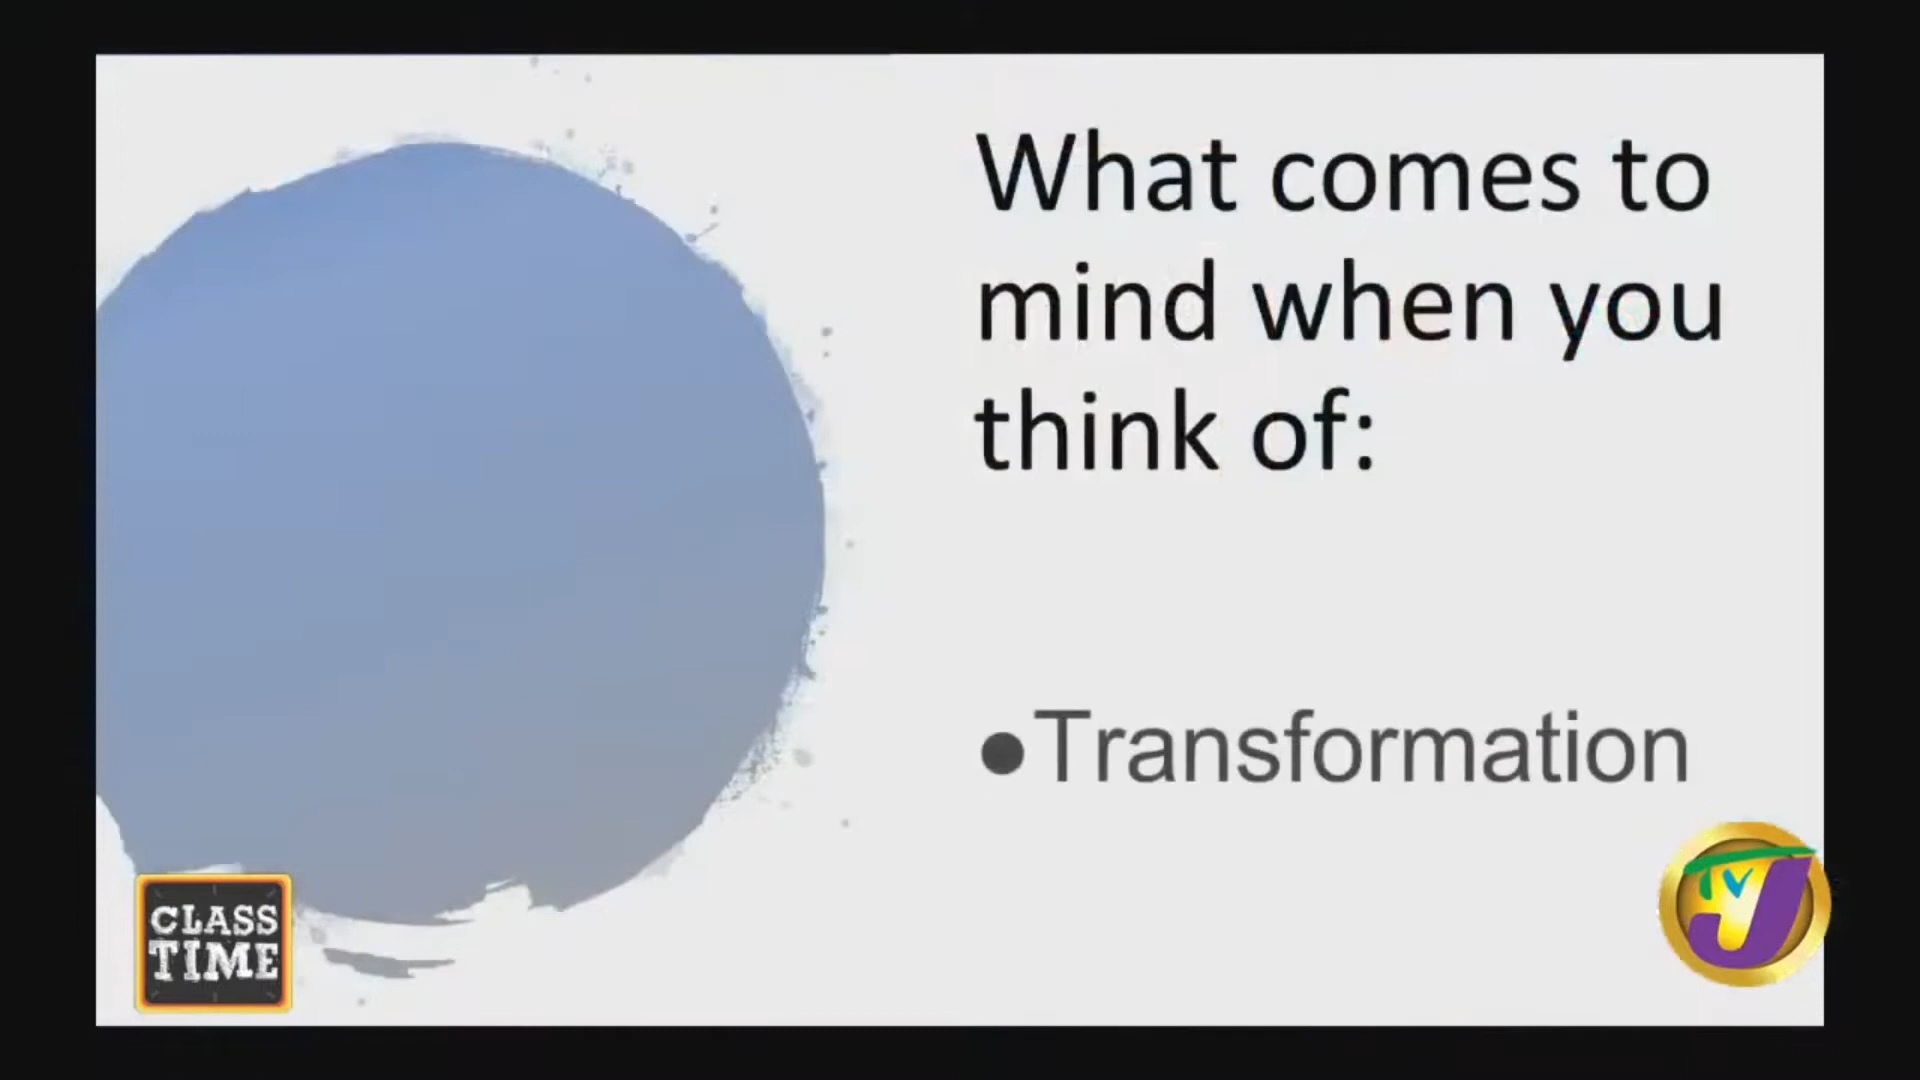 What comes to
mind when you
think of:
●Transformation
CLASS
TIME
TVJ